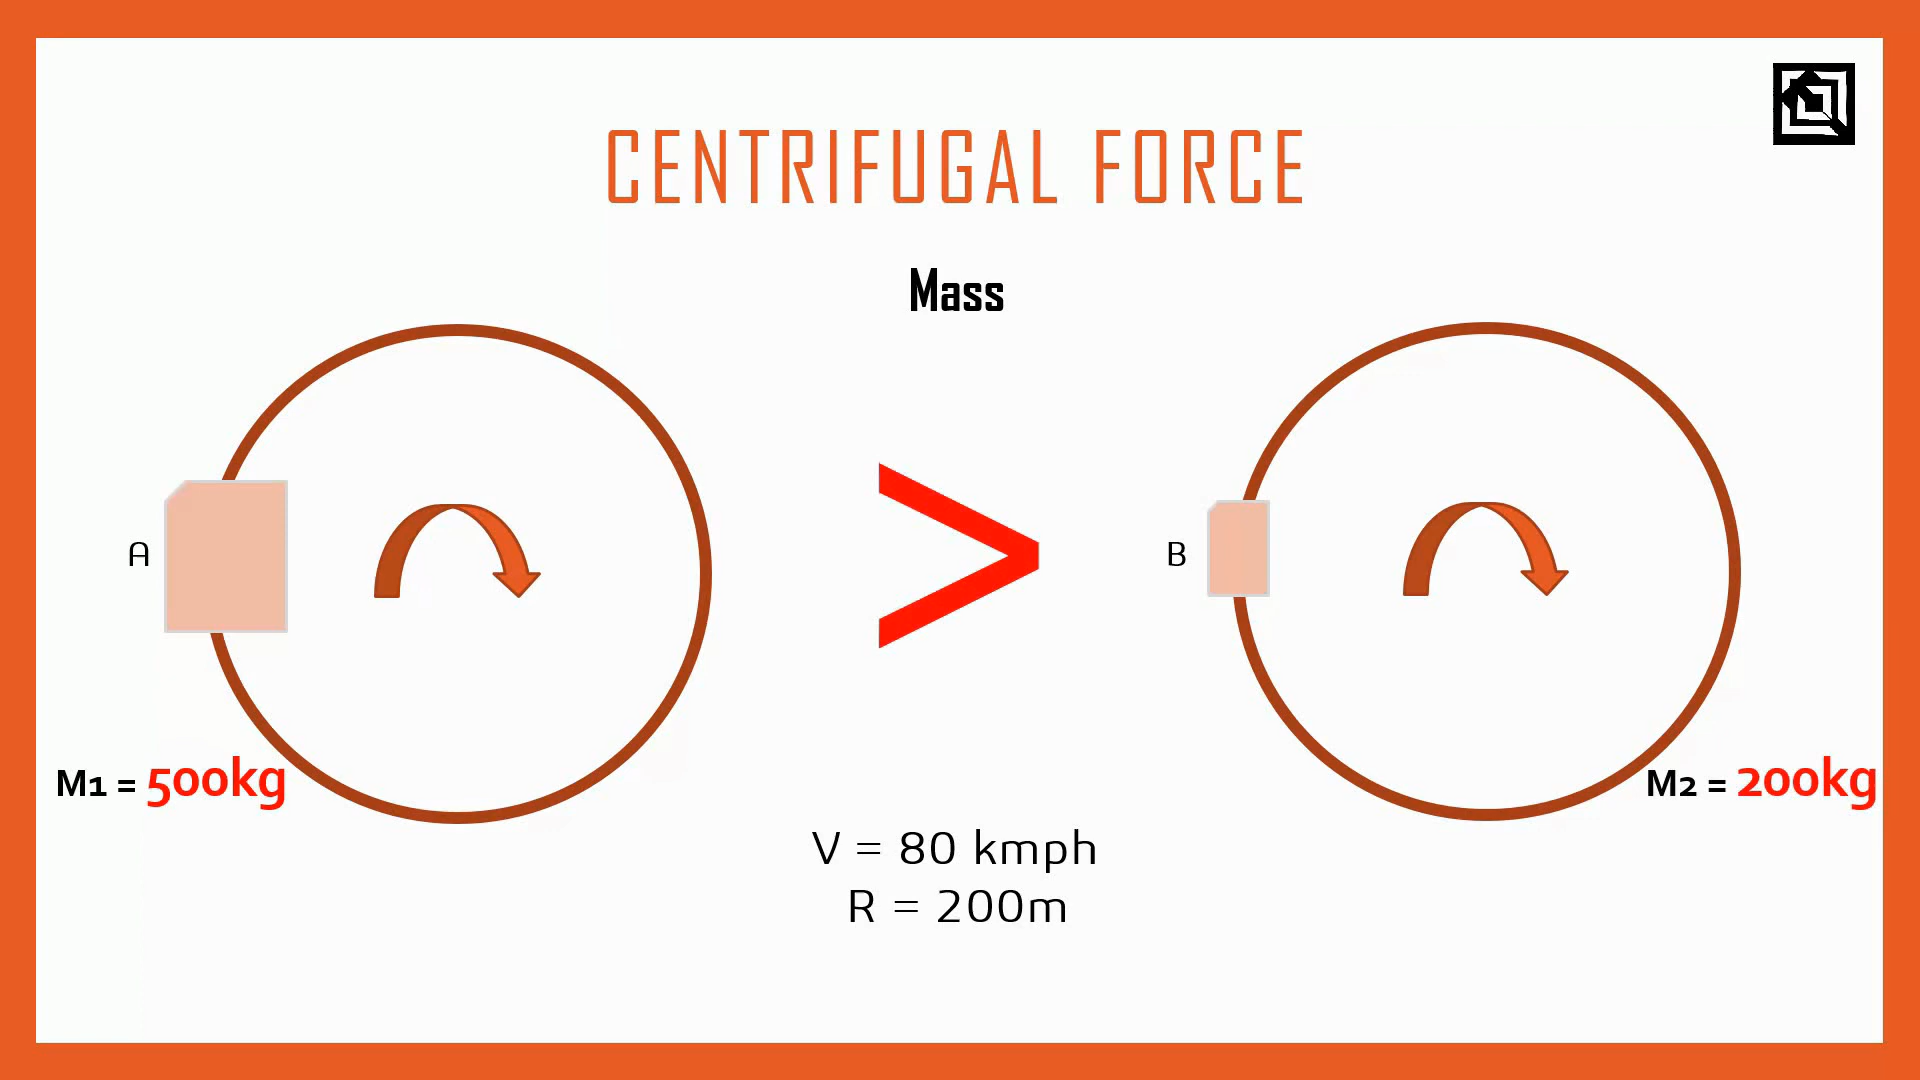 CENTRIFUGAL FORCE
Mass
A
>
B
M1 = 500kg
M2 = 200kg
V = 80 kmph
R = 200m